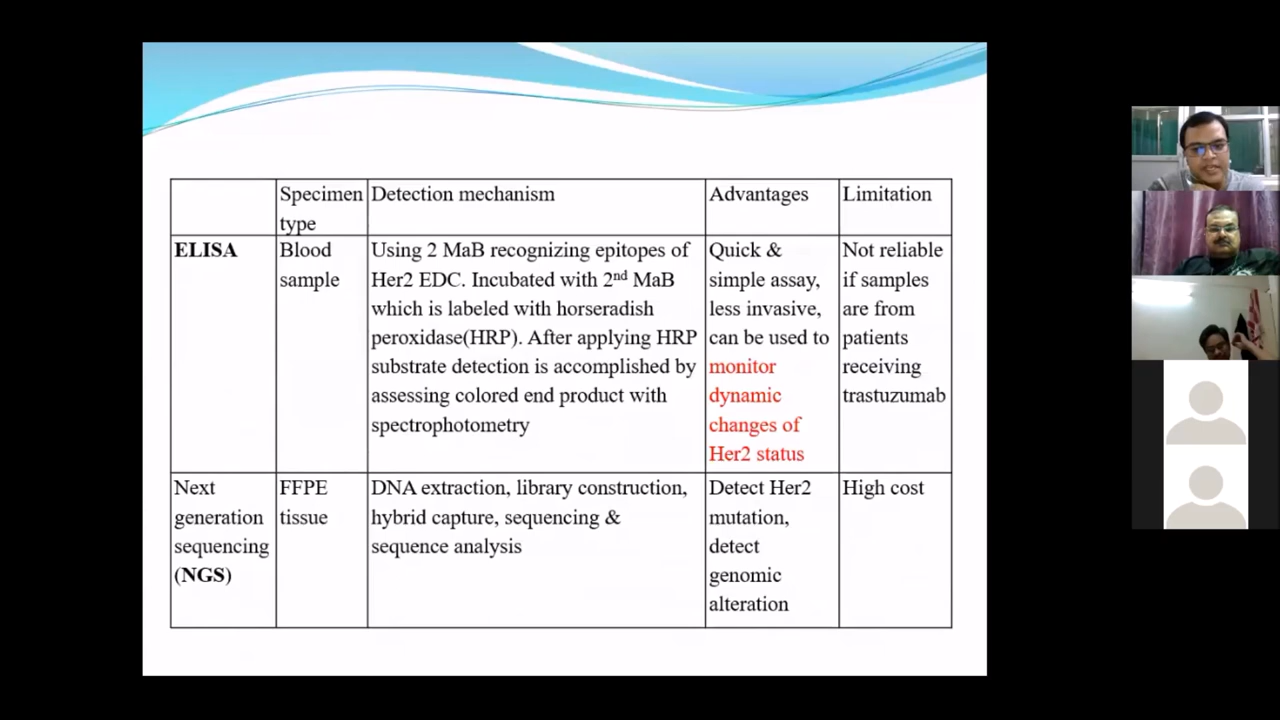 Specimen type
Detection mechanism
Advantages
Limitation
ELISA
Blood
sample
Using 2 MaB recognizing epitopes of
Her2 EDC. Incubated with 2nd MaB
which is labeled with horseradish
peroxidase(HRP). After applying HRP
substrate detection is accomplished by
assessing colored end product with
spectrophotometry
Quick &
simple assay,
less invasive,
can be used to
monitor
dynamic
changes of
Her2 status
Not reliable
if samples
are from
patients
receiving
trastuzumab
Next
generation
sequencing
(NGS)
FFPE
tissue
DNA extraction, library construction,
hybrid capture, sequencing &
sequence analysis
Detect Her2
mutation,
detect
genomic
alteration
High cost